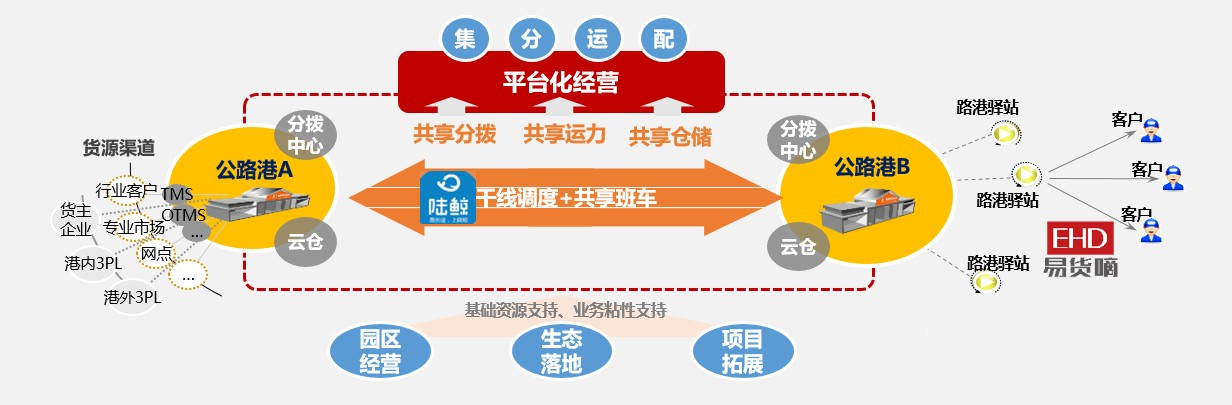 集
分
运
配
平台化经营
共享分拨
共享运力
共享仓储
货源渠道
行业客户
货主
企业
专业市场
港内3PL
网点
港外3PL
...
TMS
OTMS
...
公路港A
分拨
中心
云仓
陆鲸
干线调度+共享班车
公路港B
分拨
中心
云仓
路港驿站
路港驿站
路港驿站
客户
客户
客户
EHD
易货嘀
基础资源支持、业务粘性支持
园区
经营
生态
落地
项目
拓展